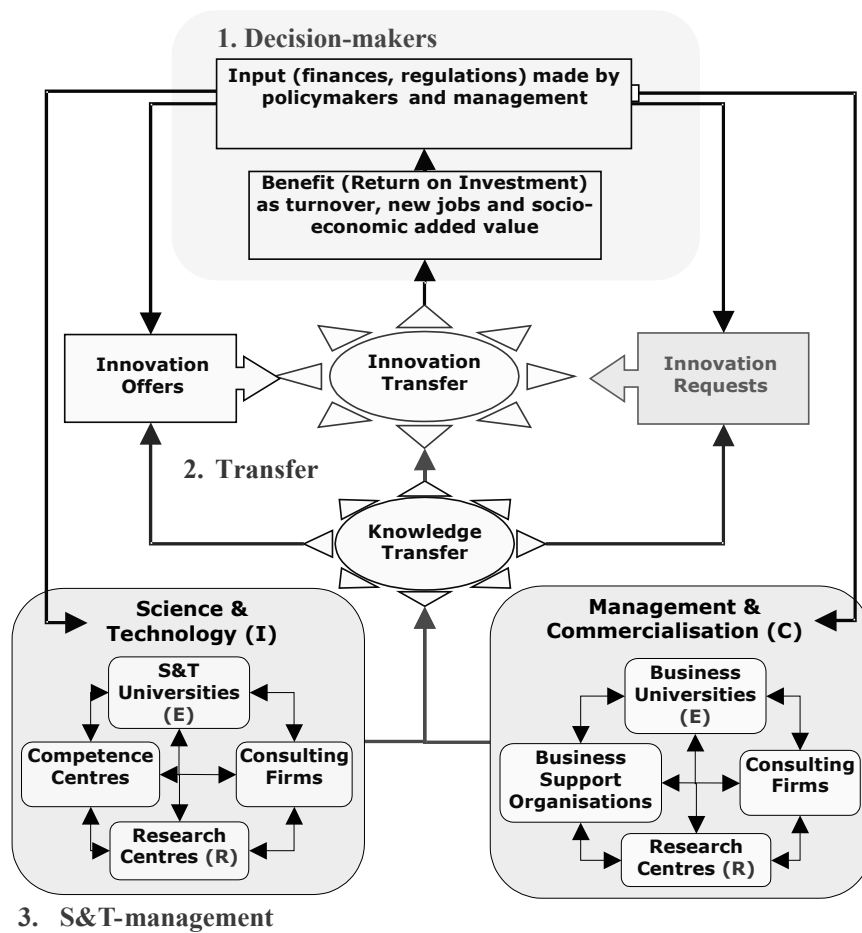 1. Decision-makers
Input (finances, regulations) made by
policymakers and management
Benefit (Return on Investment)
as turnover, new jobs and socio-
economic added value
Innovation
Offers
Innovation
Transfer
Innovation
Requests
2. Transfer
Knowledge
Transfer
Science &
Technology (I)
S&T
Universities
(E)
Competence
Centres
Consulting
Firms
Research
Centres (R)
Management &
Commercialisation (C)
Business
Universities
(E)
Business
Support
Organisations
Consulting
Firms
Research
Centres (R)
3. S&T-management